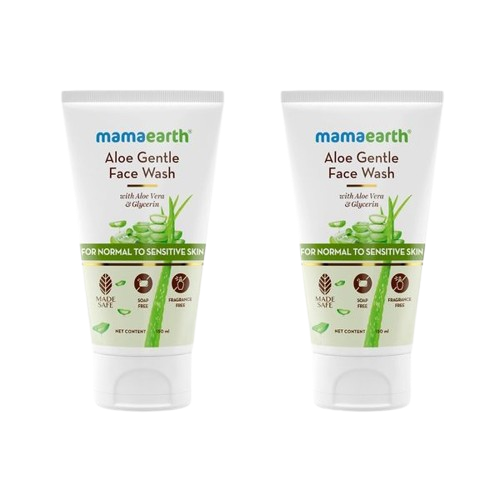 mamaearth®
Aloe Gentle
Face Wash
with Aloe Vera
& Glycerin
FOR NORMAL TO SENSITIVE SKIN
MADE
SAFE
SOAP
FREE
FRAGRANCE
FREE
NET CONTENT
mamaearth®
Aloe Gentle
Face Wash
with Aloe Vera
& Glycerin
FOR NORMAL TO SENSITIVE SKIN
MADE
SAFE
SOAP
FREE
FRAGRANCE
FREE
NET CONTENT